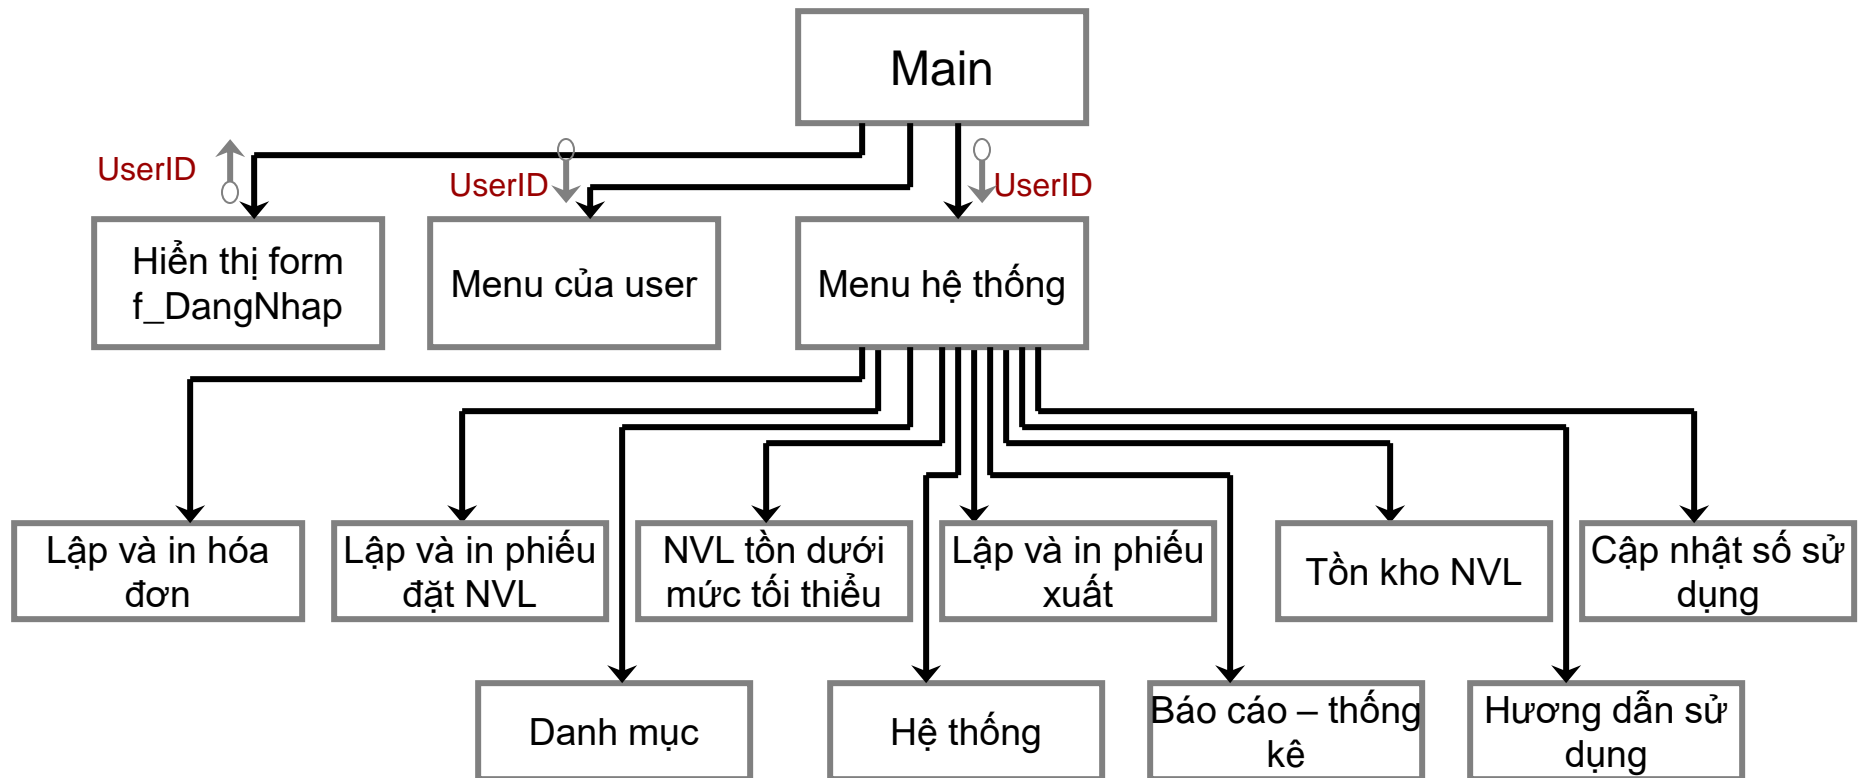 Main
UserID
UserID
UserID
Hiển thị form
f_DangNhap
Menu của user
Menu hệ thống
Lập và in hóa
đơn
Lập và in phiếu
đặt NVL
NVL tồn dưới
mức tối thiểu
Lập và in phiếu
xuất
Tồn kho NVL
Cập nhật số sử
dụng
Danh mục
Hệ thống
Báo cáo – thống
kê
Hương dẫn sử
dụng